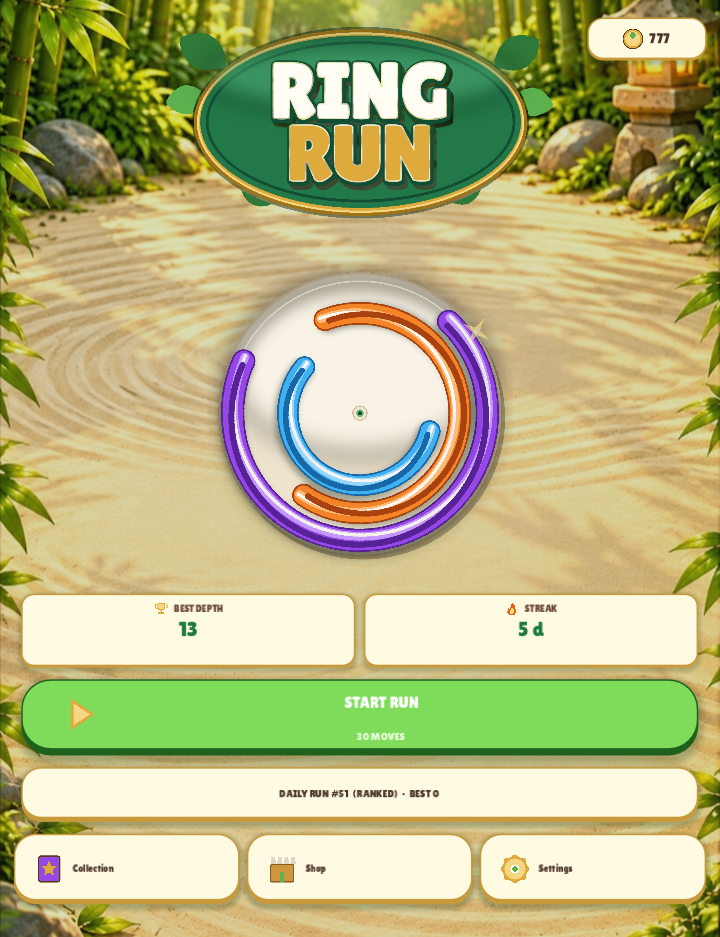 777
RING
RUN
BEST DEPTH
13
STREAK
5 d
START RUN
30 MOVES
DAILY RUN #51 (RANKED) · BEST 0
Collection
Shop
Settings